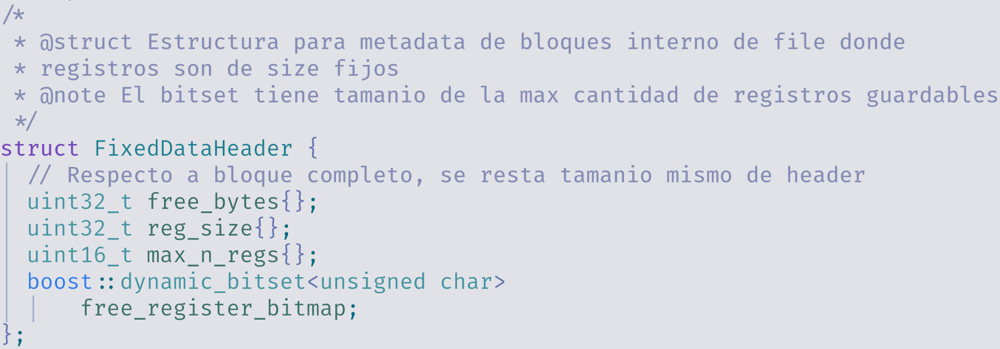 /*
 * @struct Estructura para metadata de bloques interno de file donde
 * registros son de size fijos
 * @note El bitset tiene tamanio de la max cantidad de registros guardables
 */
struct FixedDataHeader {
  // Respecto a bloque completo, se resta tamanio mismo de header
  uint32_t free_bytes{};
  uint32_t reg_size{};
  uint16_t max_n_regs{};
  boost::dynamic_bitset<unsigned char>
      free_register_bitmap;
};